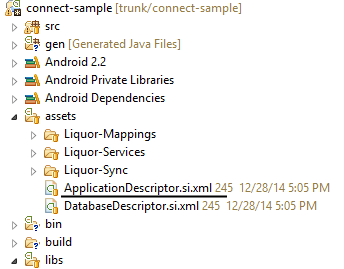 connect-sample [trunk/connect-sample]
src
gen [Generated Java Files]
Android 2.2
Android Private Libraries
Android Dependencies
assets
Liquor-Mappings
Liquor-Services
Liquor-Sync
ApplicationDescriptor.si.xml 245 12/28/14 5:05 PM
DatabaseDescriptor.si.xml 245 12/28/14 5:05 PM
bin
build
libs